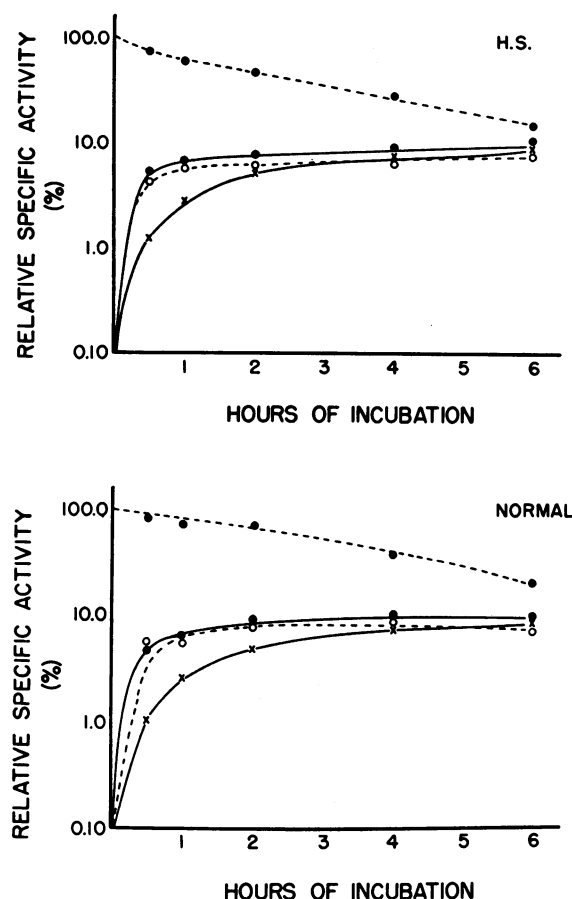 H.S.
RELATIVE SPECIFIC ACTIVITY
(%)
100.0
10.0
1.0
0.10
1 2 3 4 5 6
HOURS OF INCUBATION
NORMAL
RELATIVE SPECIFIC ACTIVITY
(%)
100.0
10.0
1.0
0.10
1 2 3 4 5 6
HOURS OF INCUBATION